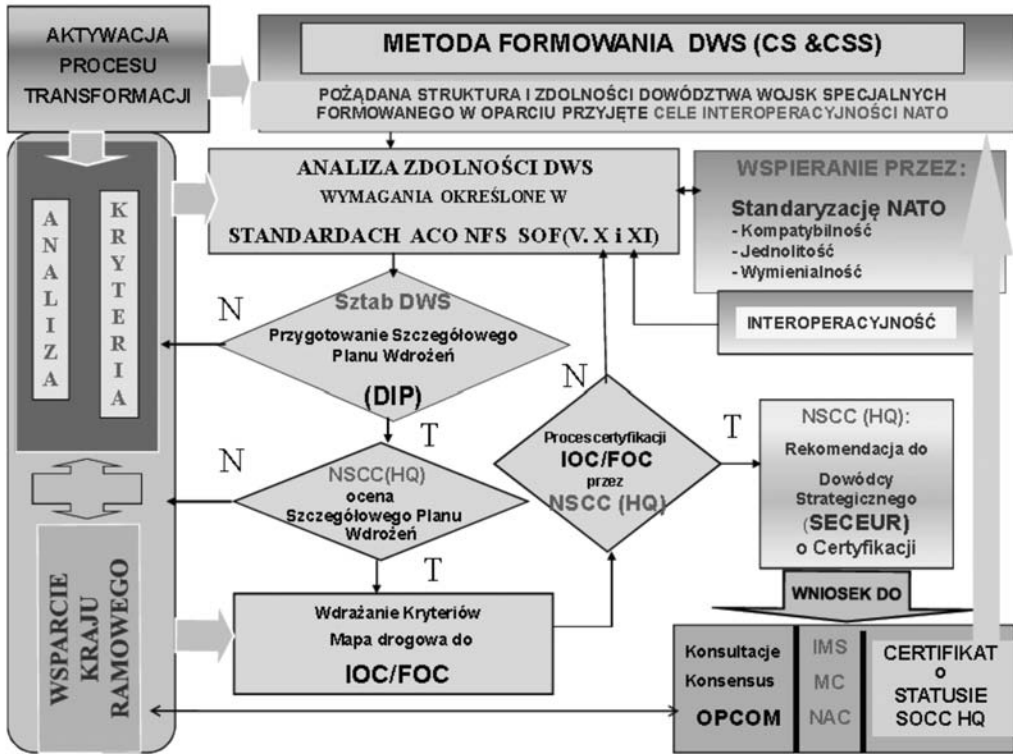 AKTYWACJA
PROCESU
TRANSFORMACJI
METODA FORMOWANIA DWS (CS &CSS)
POŻĄDANA STRUKTURA I ZDOLNOŚCI DOWÓDZTWA WOJSK SPECJALNYCH
FORMOWANEGO W OPARCIU PRZYJĘTE CELE INTEROPERACYJNOŚCI NATO
ANALIZA ZDOLNOŚCI DWS
WYMAGANIA OKREŚLONE W
STANDARDACH ACO NFS SOF(V. X i XI)
WSPIERANIE PRZEZ:
Standaryzację NATO
- Kompatybilność
- Jednolitość
- Wymienialność
INTEROPERACYJNOŚĆ
ANALIZA
KRYTERIA
N
Sztab DWS
Przygotowanie Szczegółowego
Planu Wdrożeń
(DIP)
T
N
NSCC(HQ)
ocena
Szczegółowego Planu
Wdrożeń
T
N
Proces certyfikacji
IOC/FOC
przez
NSCC (HQ)
T
NSCC (HQ):
Rekomendacja do
Dowódcy
Strategicznego
(SECEUR)
o Certyfikacji
WSPARCIE
KRAJU
RAMOWEGO
Wdrażanie Kryteriów
Mapa drogowa do
IOC/FOC
WNIOSEK DO
Konsultacje
Konsensus
OPCOM
IMS
MC
NAC
CERTIFIKAT
o
STATUSIE
SOCC HQ